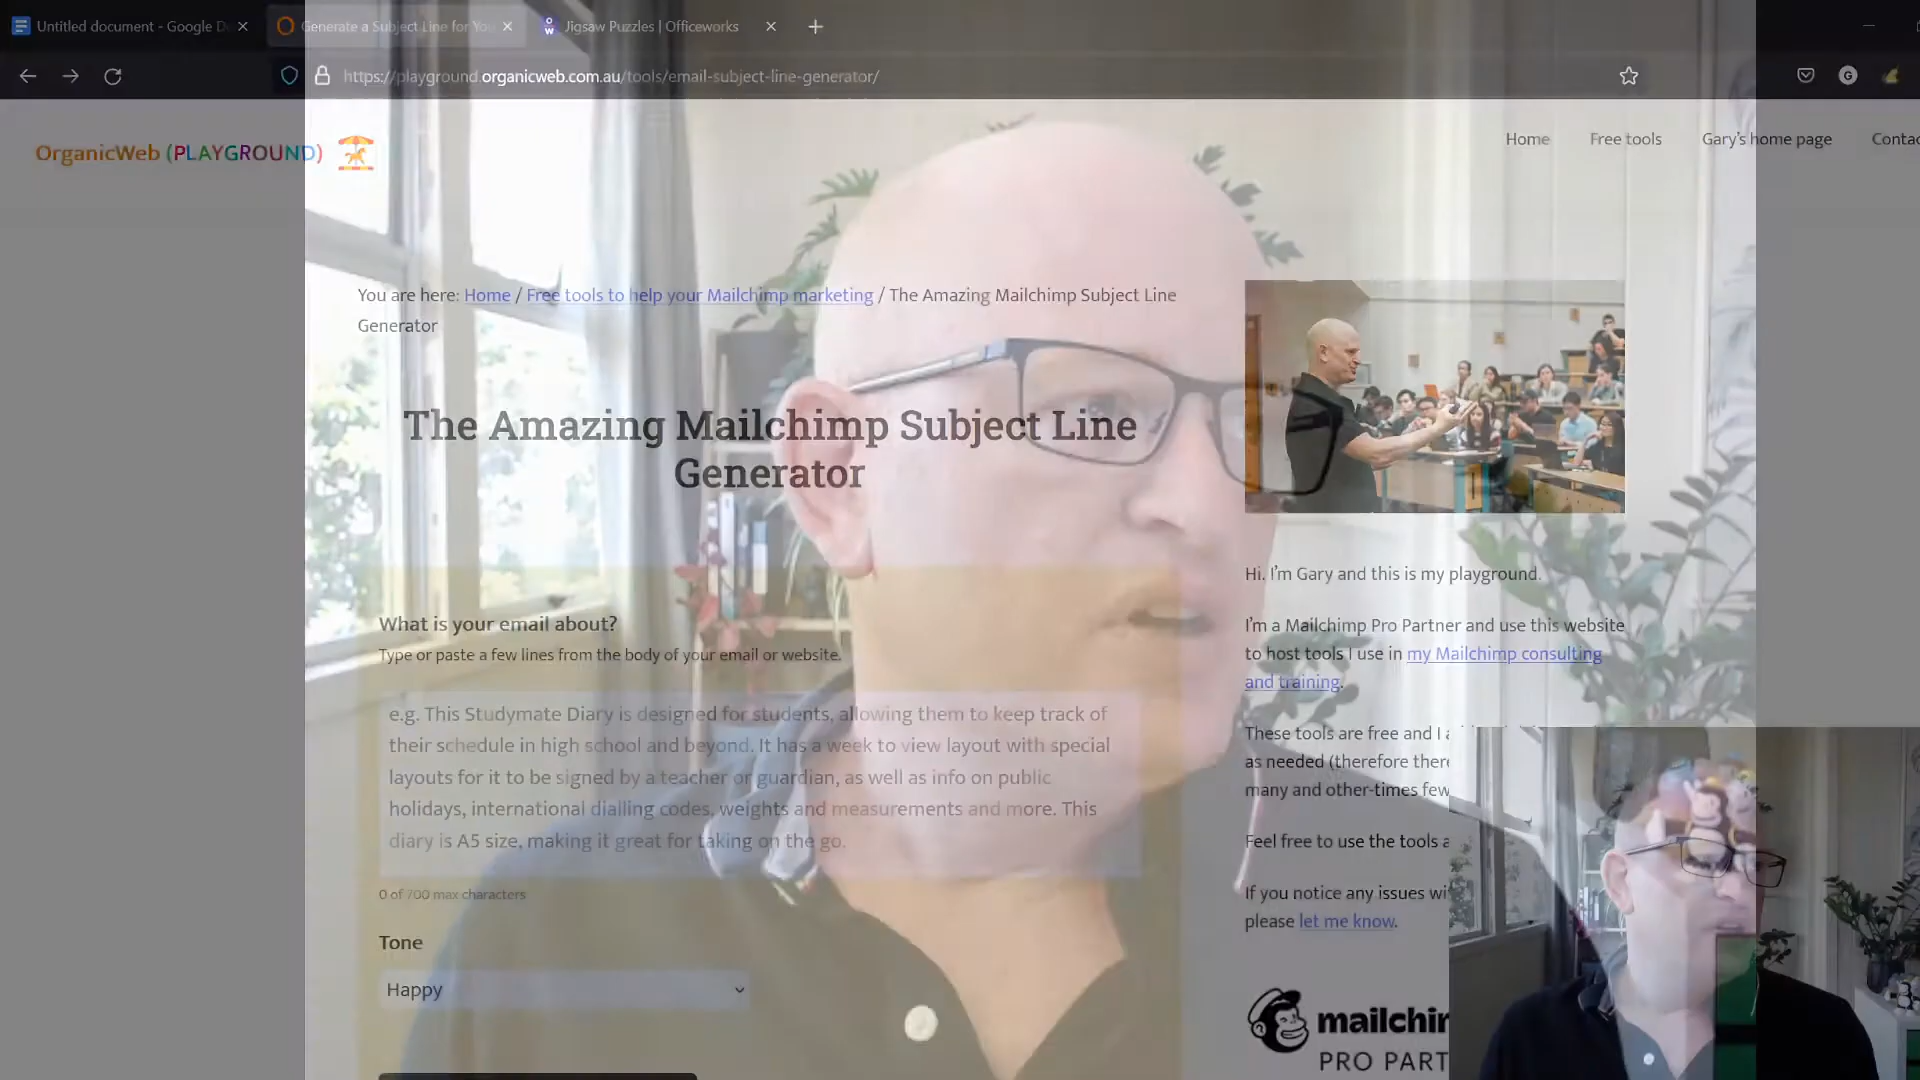 Untitled document - Google D
Generate a Subject Line for You
Jigsaw Puzzles | Officeworks
https://playground.organicweb.com.au/tools/email-subject-line-generator/
OrganicWeb (PLAYGROUND)
Home
Free tools
Gary's home page
Contac
You are here: Home / Free tools to help your Mailchimp marketing / The Amazing Mailchimp Subject Line
Generator
The Amazing Mailchimp Subject Line
Generator
What is your email about?
Type or paste a few lines from the body of your email or website.
e.g. This Studymate Diary is designed for students, allowing them to keep track of
their schedule in high school and beyond. It has a week to view layout with special
layouts for it to be signed by a teacher or guardian, as well as info on public
holidays, international dialling codes, weights and measurements and more. This
diary is A5 size, making it great for taking on the go.
0 of 700 max characters
Tone
Happy
Hi. I'm Gary and this is my playground.
I'm a Mailchimp Pro Partner and use this website
to host tools I use in my Mailchimp consulting
and training.
These tools are free and I a
as needed (therefore there
many and other-times few
Feel free to use the tools a
If you notice any issues wi
please let me know.
mailchim
PRO PART